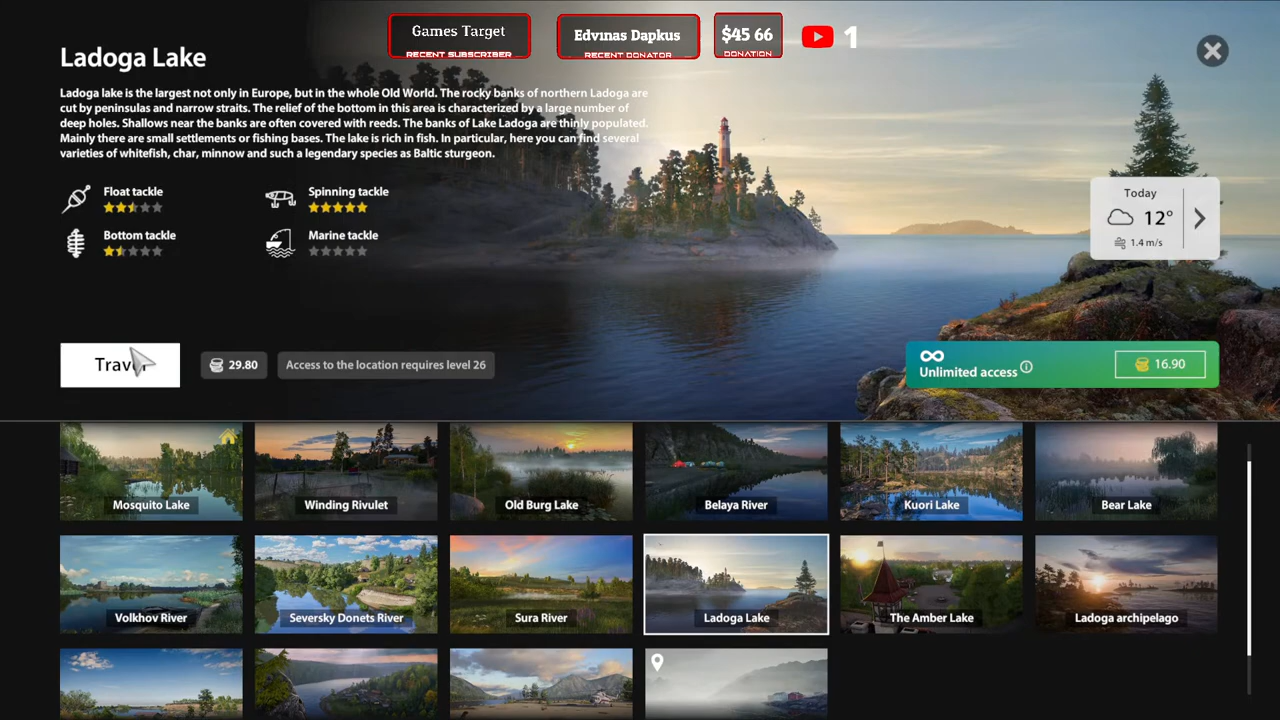 Games Target
RECENT SUBSCRIBER
Edvinas Dapkus
RECENT DONATOR
$45 66
DONATION
1
Ladoga Lake
Ladoga lake is the largest not only in Europe, but in the whole Old World. The rocky banks of northern Ladoga are
cut by peninsulas and narrow straits. The relief of the bottom in this area is characterized by a large number of
deep holes. Shallows near the banks are often covered with reeds. The banks of Lake Ladoga are thinly populated.
Mainly there are small settlements or fishing bases. The lake is rich in fish. In particular, here you can find several
varieties of whitefish, char, minnow and such a legendary species as Baltic sturgeon.
Float tackle
Spinning tackle
Bottom tackle
Marine tackle
Today
12°
1.4 m/s
Travel
29.80
Access to the location requires level 26
Unlimited access
16.90
Mosquito Lake
Winding Rivulet
Old Burg Lake
Belaya River
Kuori Lake
Bear Lake
Volkhov River
Seversky Donets River
Sura River
Ladoga Lake
The Amber Lake
Ladoga archipelago